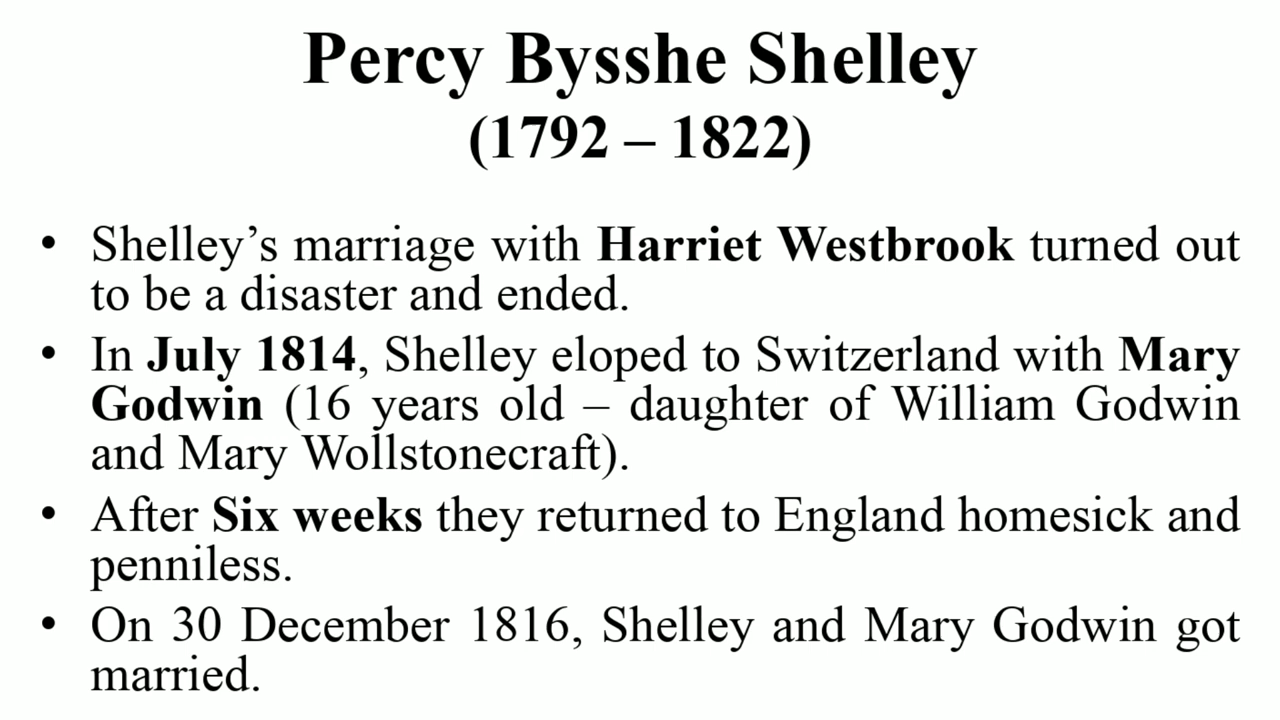 Percy Bysshe Shelley
(1792 – 1822)
• Shelley’s marriage with Harriet Westbrook turned out
to be a disaster and ended.
• In July 1814, Shelley eloped to Switzerland with Mary
Godwin (16 years old – daughter of William Godwin
and Mary Wollstonecraft).
• After Six weeks they returned to England homesick and
penniless.
• On 30 December 1816, Shelley and Mary Godwin got
married.